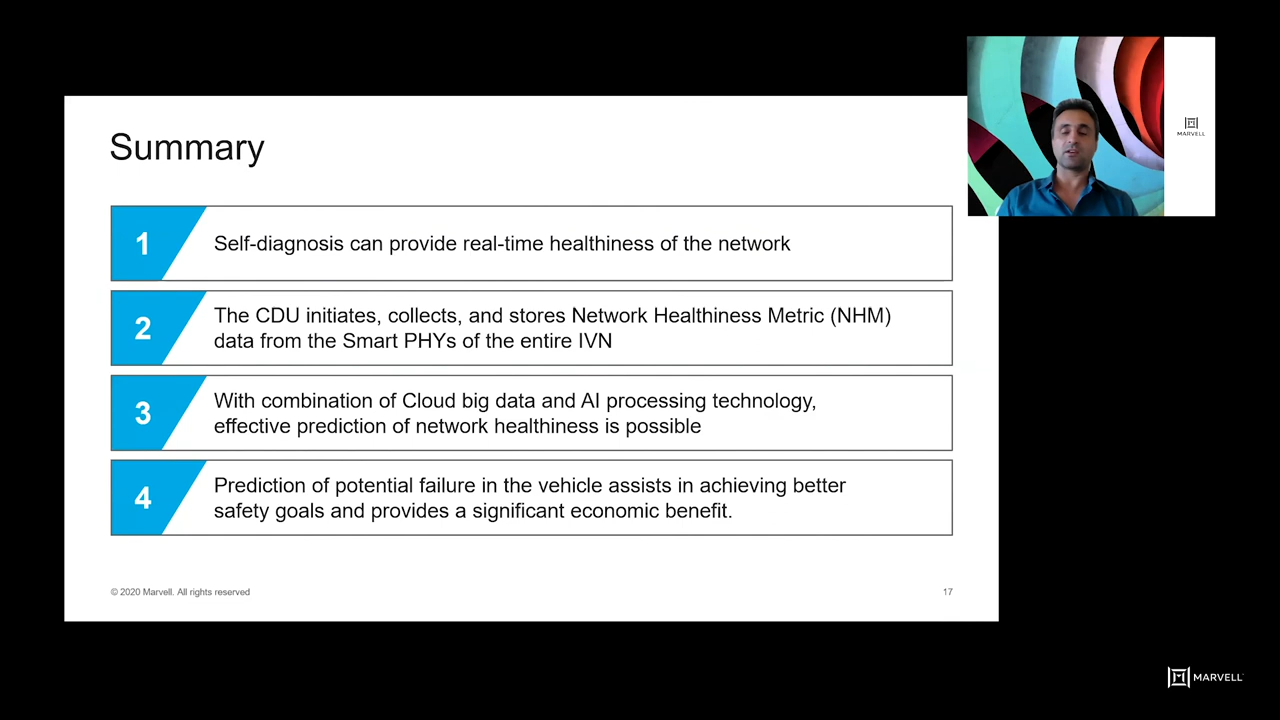 Summary
1
Self-diagnosis can provide real-time healthiness of the network
2
The CDU initiates, collects, and stores Network Healthiness Metric (NHM)
data from the Smart PHYs of the entire IVN
3
With combination of Cloud big data and AI processing technology,
effective prediction of network healthiness is possible
4
Prediction of potential failure in the vehicle assists in achieving better
safety goals and provides a significant economic benefit.
© 2020 Marvell. All rights reserved
17
MARVELL
MARVELL